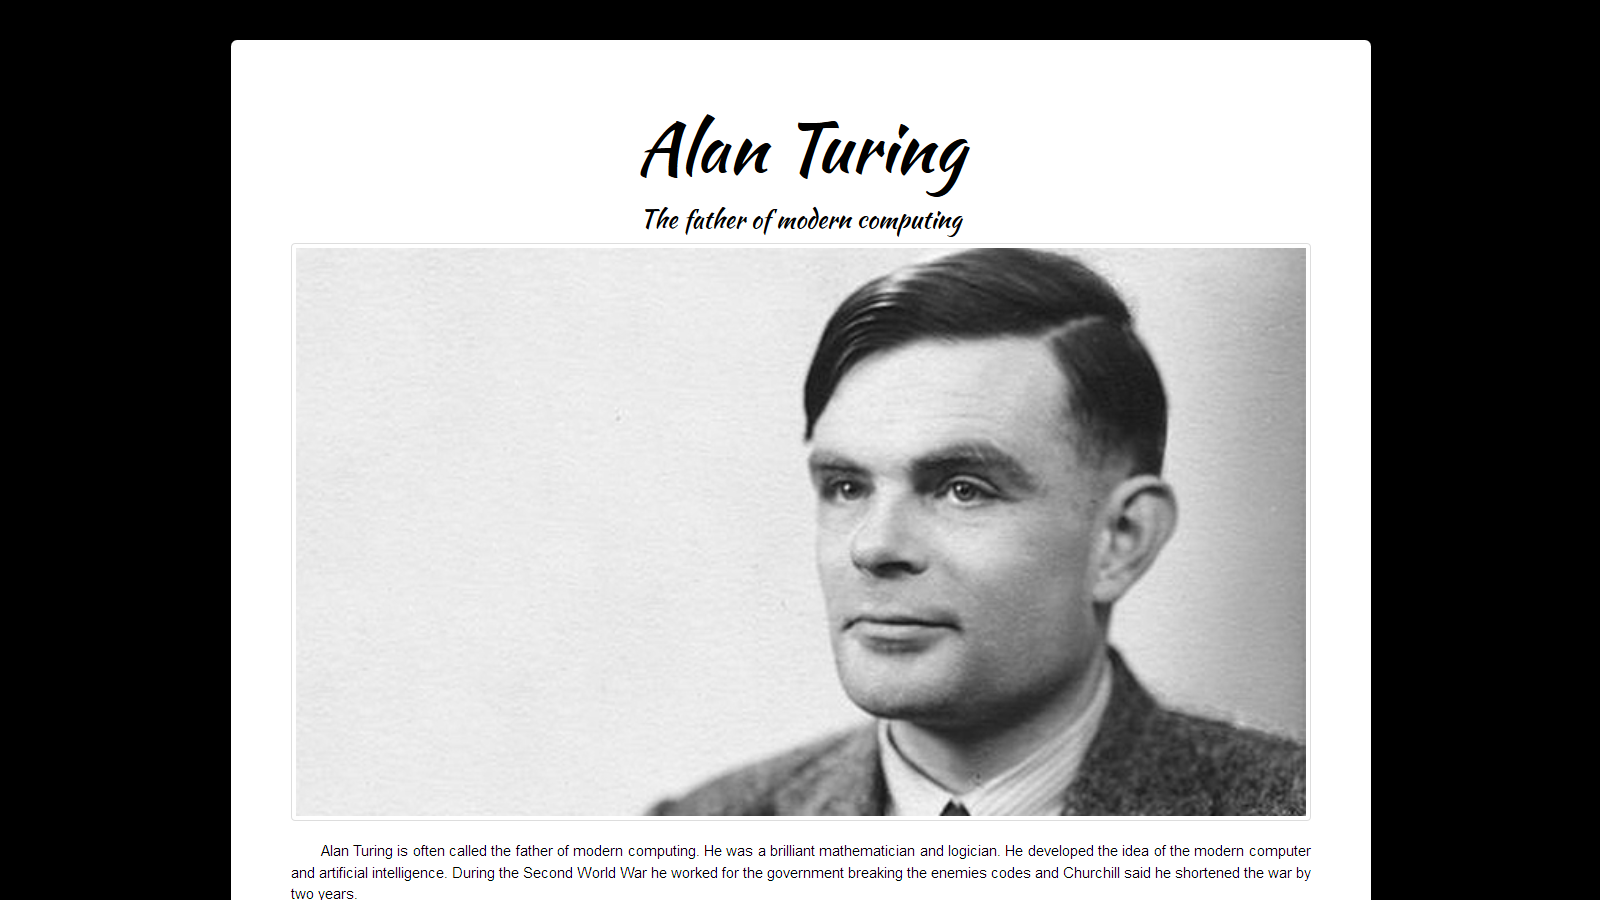 Alan Turing
The father of modern computing
Alan Turing is often called the father of modern computing. He was a brilliant mathematician and logician. He developed the idea of the modern computer
and artificial intelligence. During the Second World War he worked for the government breaking the enemies codes and Churchill said he shortened the war by
two years.